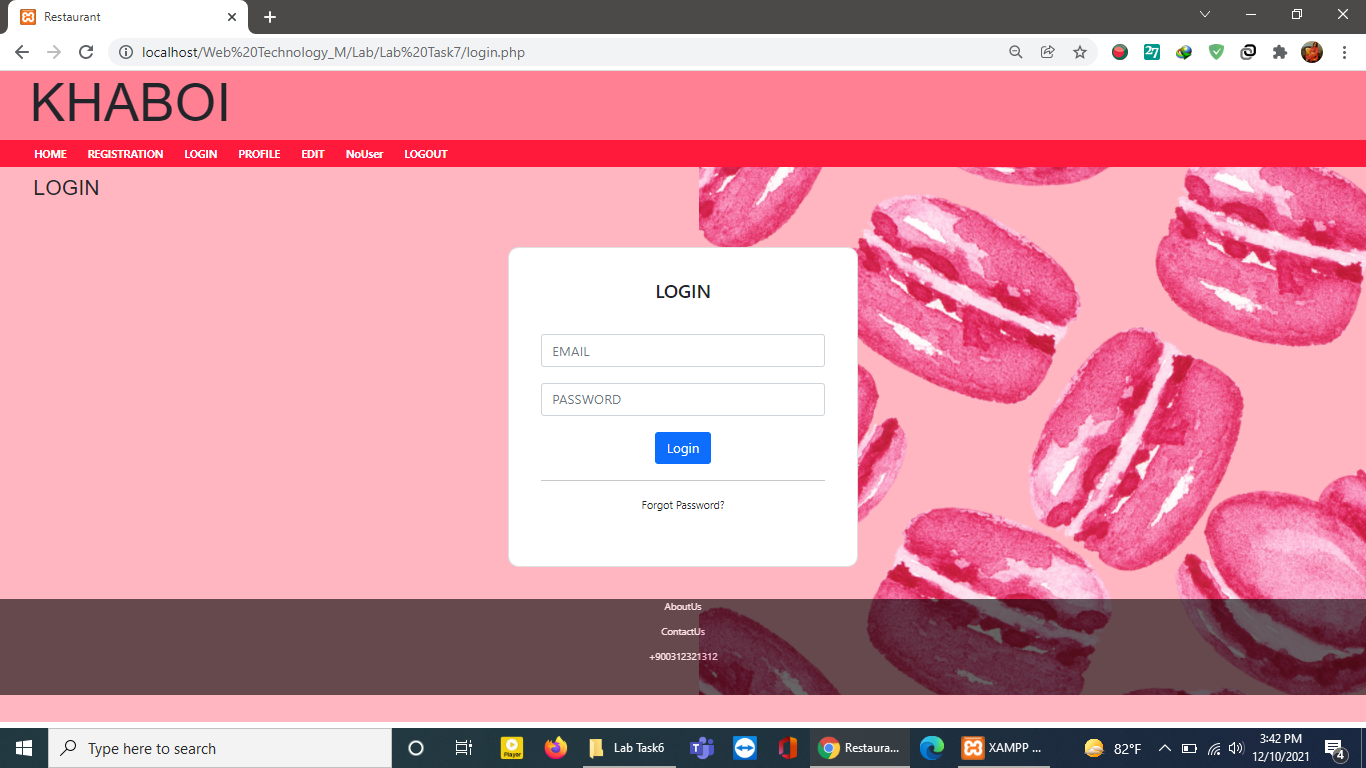 Restaurant
localhost/Web%20Technology_M/Lab/Lab%20Task7/login.php
27
KHABOI
HOME REGISTRATION LOGIN PROFILE EDIT NoUser LOGOUT
LOGIN
LOGIN
EMAIL
PASSWORD
Login
Forgot Password?
AboutUs
ContactUs
+900312321312
Type here to search
Player
Lab Task6
Restaura...
XAMPP ...
82°F
3:42 PM
12/10/2021
4